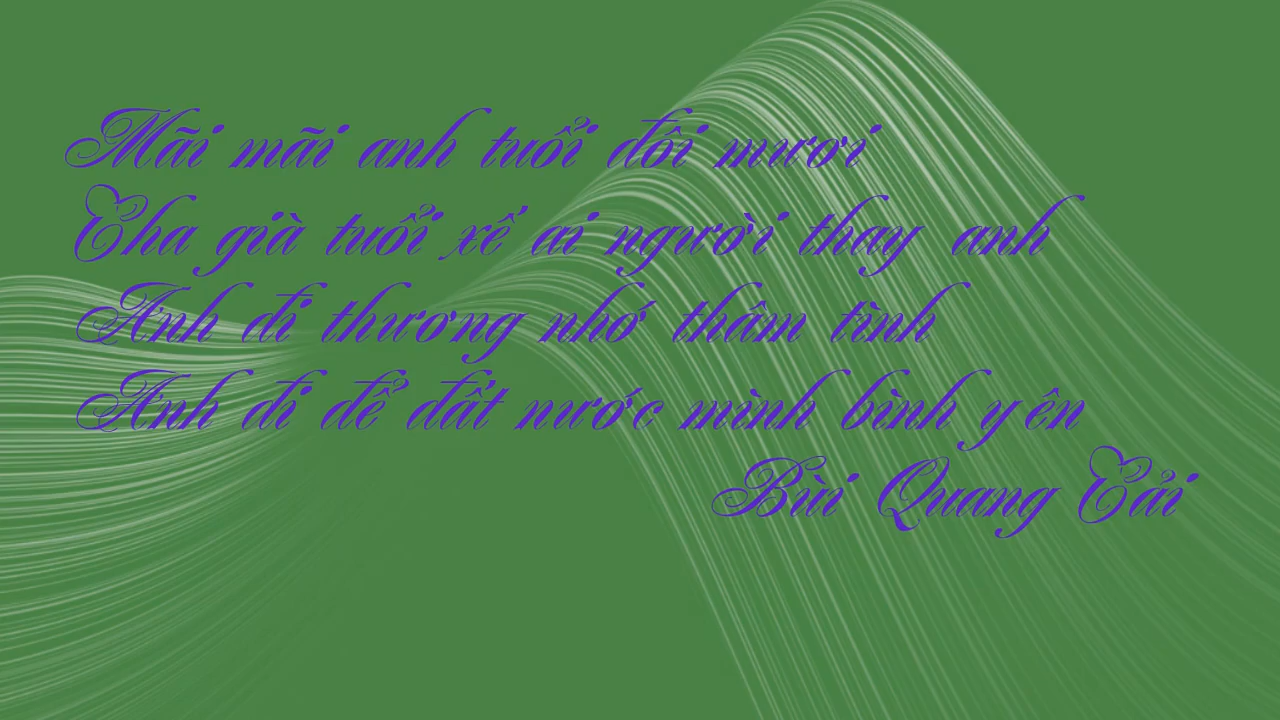 Mãi mãi anh tuổi đôi mươi
Cha già tuổi xế ai người thay anh
Anh đi thương nhớ thâm tình
Anh đi để đất nước mình bình yên
Bùi Quang Cải